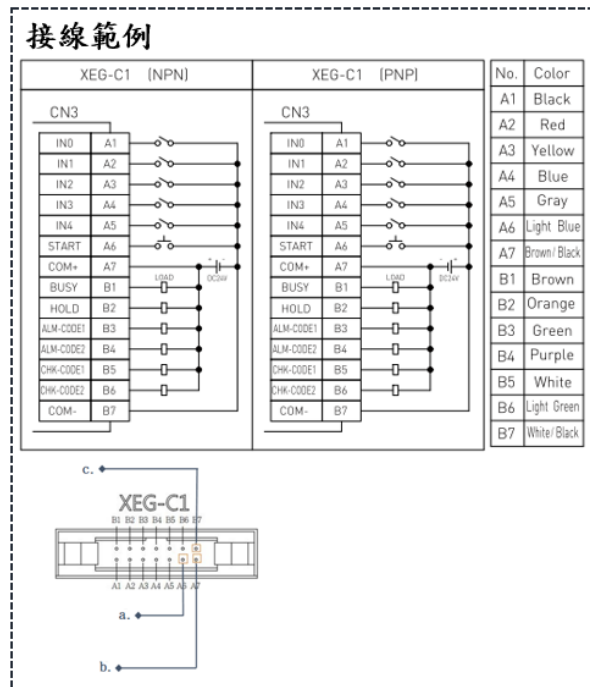 接線範例
XEG-C1 (NPN)
XEG-C1 (PNP)
CN3
IN0 A1
IN1 A2
IN2 A3
IN3 A4
IN4 A5
START A6
COM+ A7
BUSY B1
HOLD B2
ALM-CODE1 B3
ALM-CODE2 B4
CHK-CODE1 B5
CHK-CODE2 B6
COM- B7
LOAD
DC24V
CN3
IN0 A1
IN1 A2
IN2 A3
IN3 A4
IN4 A5
START A6
COM+ A7
BUSY B1
HOLD B2
ALM-CODE1 B3
ALM-CODE2 B4
CHK-CODE1 B5
CHK-CODE2 B6
COM- B7
LOAD
DC24V
No. Color
A1 Black
A2 Red
A3 Yellow
A4 Blue
A5 Gray
A6 Light Blue
A7 Brown/Black
B1 Brown
B2 Orange
B3 Green
B4 Purple
B5 White
B6 Light Green
B7 White/Black
c.
XEG-C1
B1 B2 B3 B4 B5 B6 B7
A1 A2 A3 A4 A5 A6 A7
a.
b.